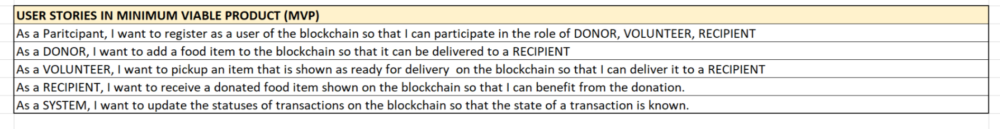 USER STORIES IN MINIMUM VIABLE PRODUCT (MVP)
As a Paritcipant, I want to register as a user of the blockchain so that I can participate in the role of DONOR, VOLUNTEER, RECIPIENT
As a DONOR, I want to add a food item to the blockchain so that it can be delivered to a RECIPIENT
As a VOLUNTEER, I want to pickup an item that is shown as ready for delivery  on the blockchain so that I can deliver it to a RECIPIENT
As a RECIPIENT, I want to receive a donated food item shown on the blockchain so that I can benefit from the donation.
As a SYSTEM, I want to update the statuses of transactions on the blockchain so that the state of a transaction is known.